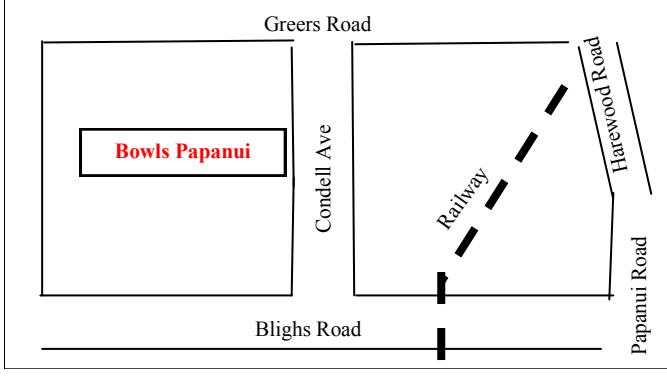 Greers Road
Harewood Road
Bowls Papanui
Condell Ave
Railway
Papanui Road
Blighs Road